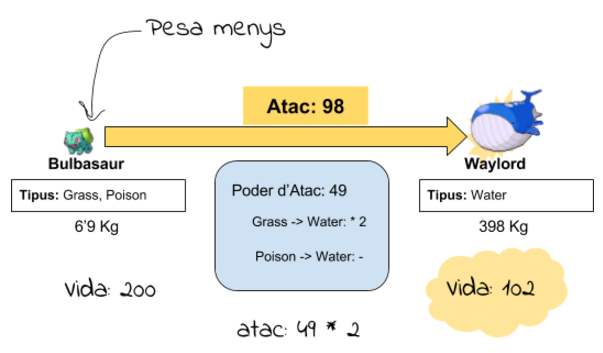 Pesa menys
Atac: 98
Bulbasaur
Waylord
Tipus: Grass, Poison
Poder d'Atac: 49
Tipus: Water
Grass -> Water: * 2
6'9 Kg
398 Kg
Poison -> Water: -
Vida: 200
Vida: 102
atac: 49 * 2